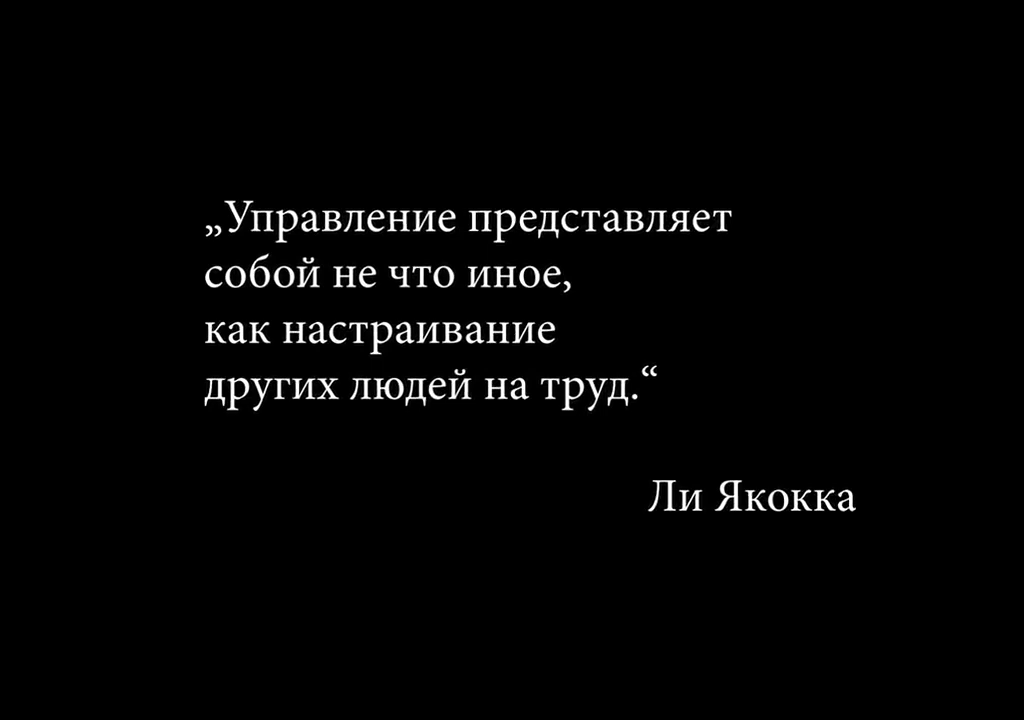 „Управление представляет
собой не что иное,
как настраивание
других людей на труд.“
Ли Якокка